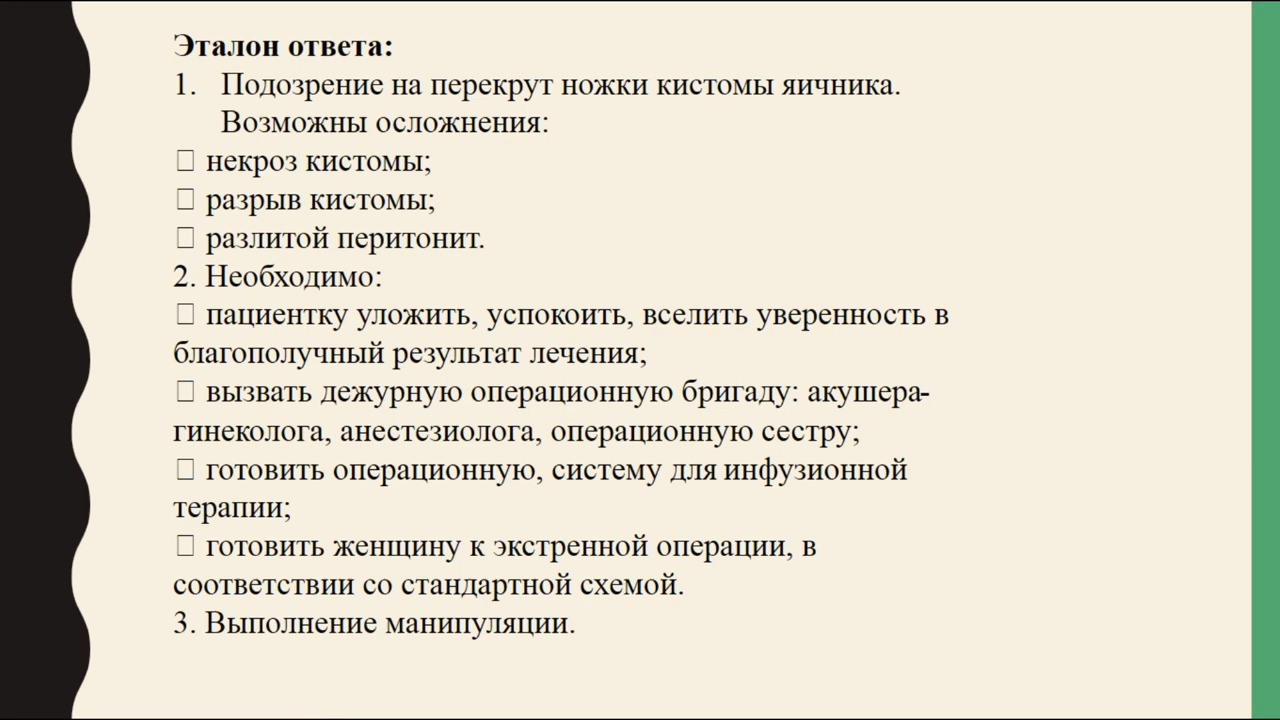 Эталон ответа:
1. Подозрение на перекрут ножки кистомы яичника.
Возможны осложнения:
□ некроз кистомы;
□ разрыв кистомы;
□ разлитой перитонит.
2. Необходимо:
□ пациентку уложить, успокоить, вселить уверенность в
благополучный результат лечения;
□ вызвать дежурную операционную бригаду: акушера-
гинеколога, анестезиолога, операционную сестру;
□ готовить операционную, систему для инфузионной
терапии;
□ готовить женщину к экстренной операции, в
соответствии со стандартной схемой.
3. Выполнение манипуляции.